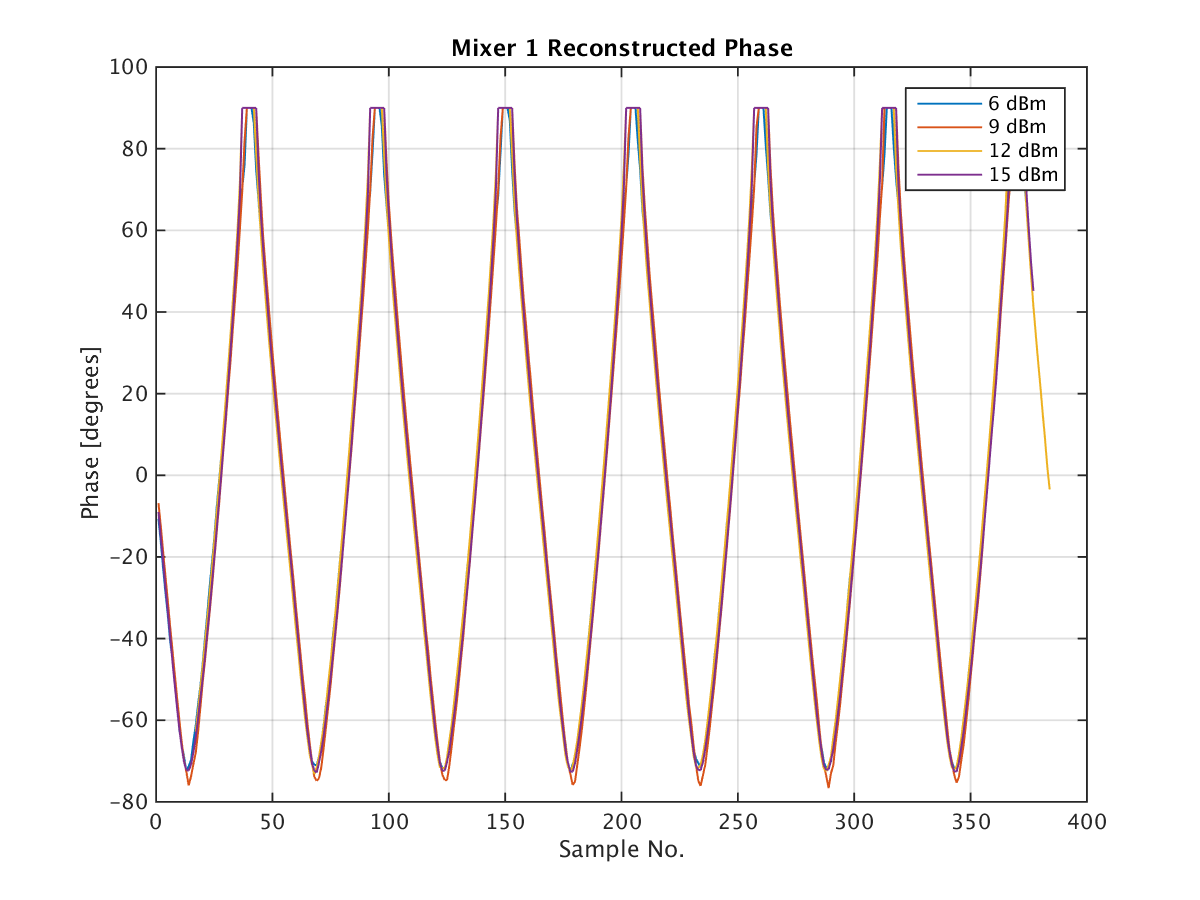 Mixer 1 Reconstructed Phase
100
80
60
40
20
0
−20
−40
−60
−80
Phase [degrees]
6 dBm
9 dBm
12 dBm
15 dBm
0 50 100 150 200 250 300 350 400
Sample No.